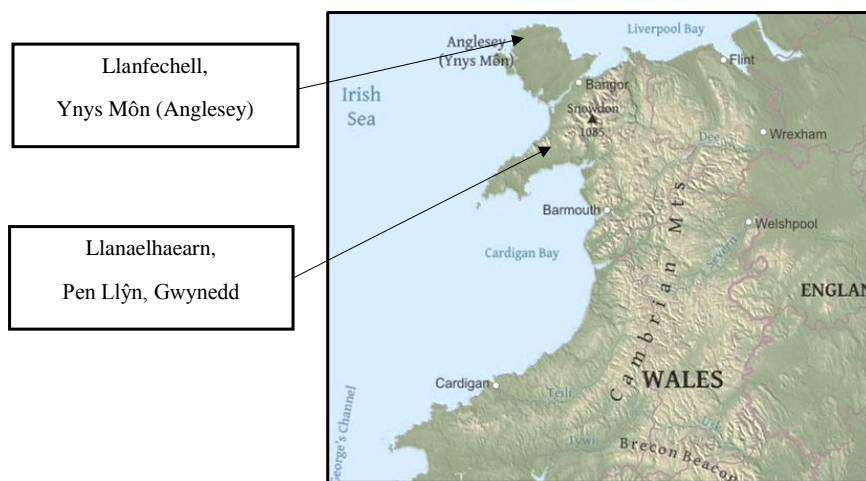 Llanfechell,
Ynys Môn (Anglesey)
Llanaelhaearn,
Pen Llŷn, Gwynedd
Liverpool Bay
Anglesey
(Ynys Môn)
Flint
Bangor
Irish
Sea
Snowdon
1085
Dee
Wrexham
Barmouth
Welshpool
Cardigan Bay
Severn
Cambrian Mts
ENGLAN
Cardigan
WALES
Teifi
George's Channel
Tywi
Usk
Brecon Beacon